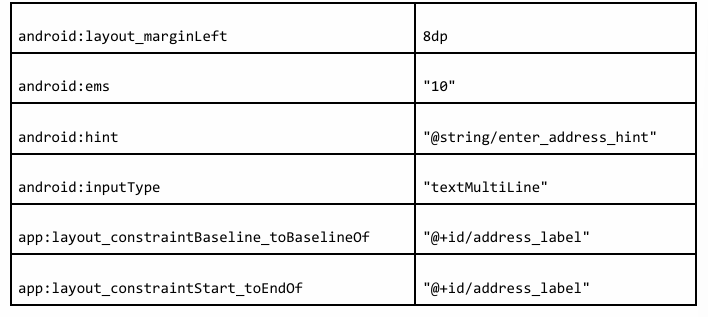 android:layout_marginLeft 8dp
android:ems "10"
android:hint "@string/enter_address_hint"
android:inputType "textMultiLine"
app:layout_constraintBaseline_toBaselineOf "@+id/address_label"
app:layout_constraintStart_toEndOf "@+id/address_label"